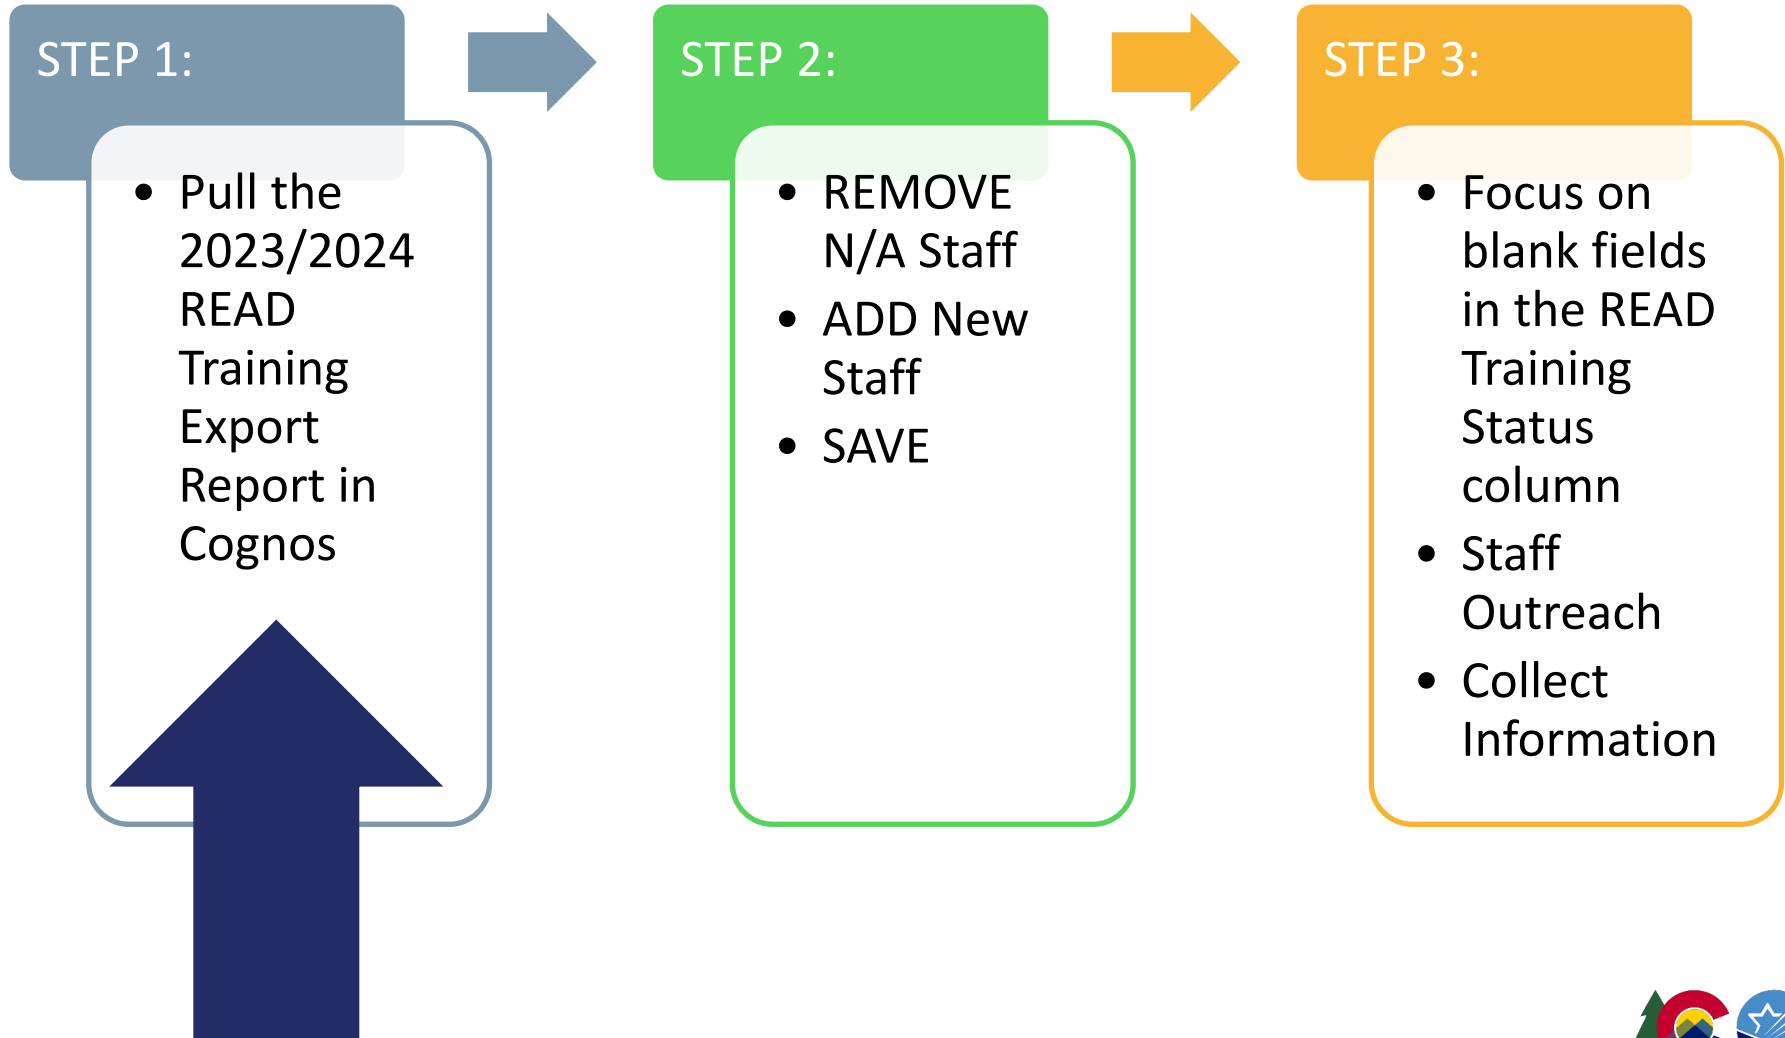 STEP 1:
• Pull the
2023/2024
READ
Training
Export
Report in
Cognos
STEP 2:
• REMOVE
N/A Staff
• ADD New
Staff
• SAVE
STEP 3:
• Focus on
blank fields
in the READ
Training
Status
column
• Staff
Outreach
• Collect
Information